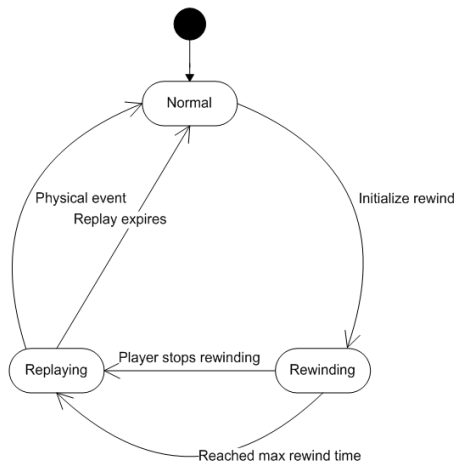 Normal
Physical event
Initialize rewind
Replay expires
Player stops rewinding
Replaying
Rewinding
Reached max rewind time